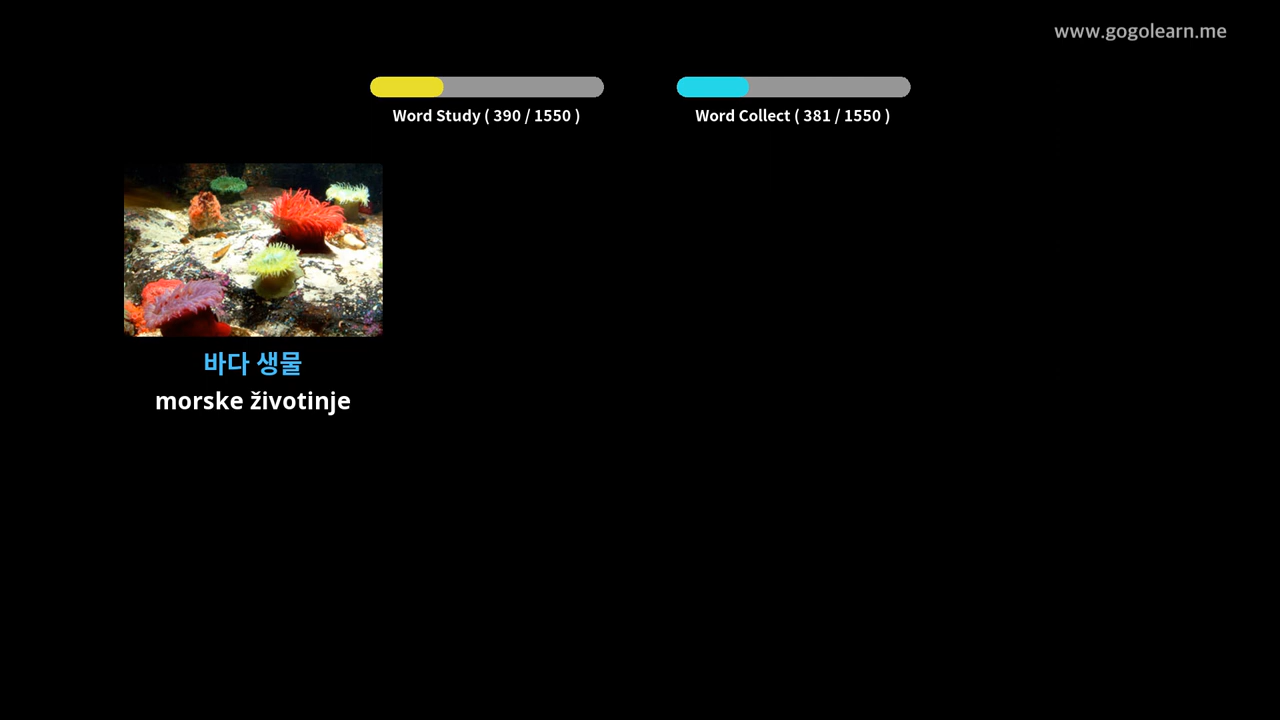 www.gogolearn.me
Word Study ( 390 / 1550 )
Word Collect ( 381 / 1550 )
바다 생물
morske životinje